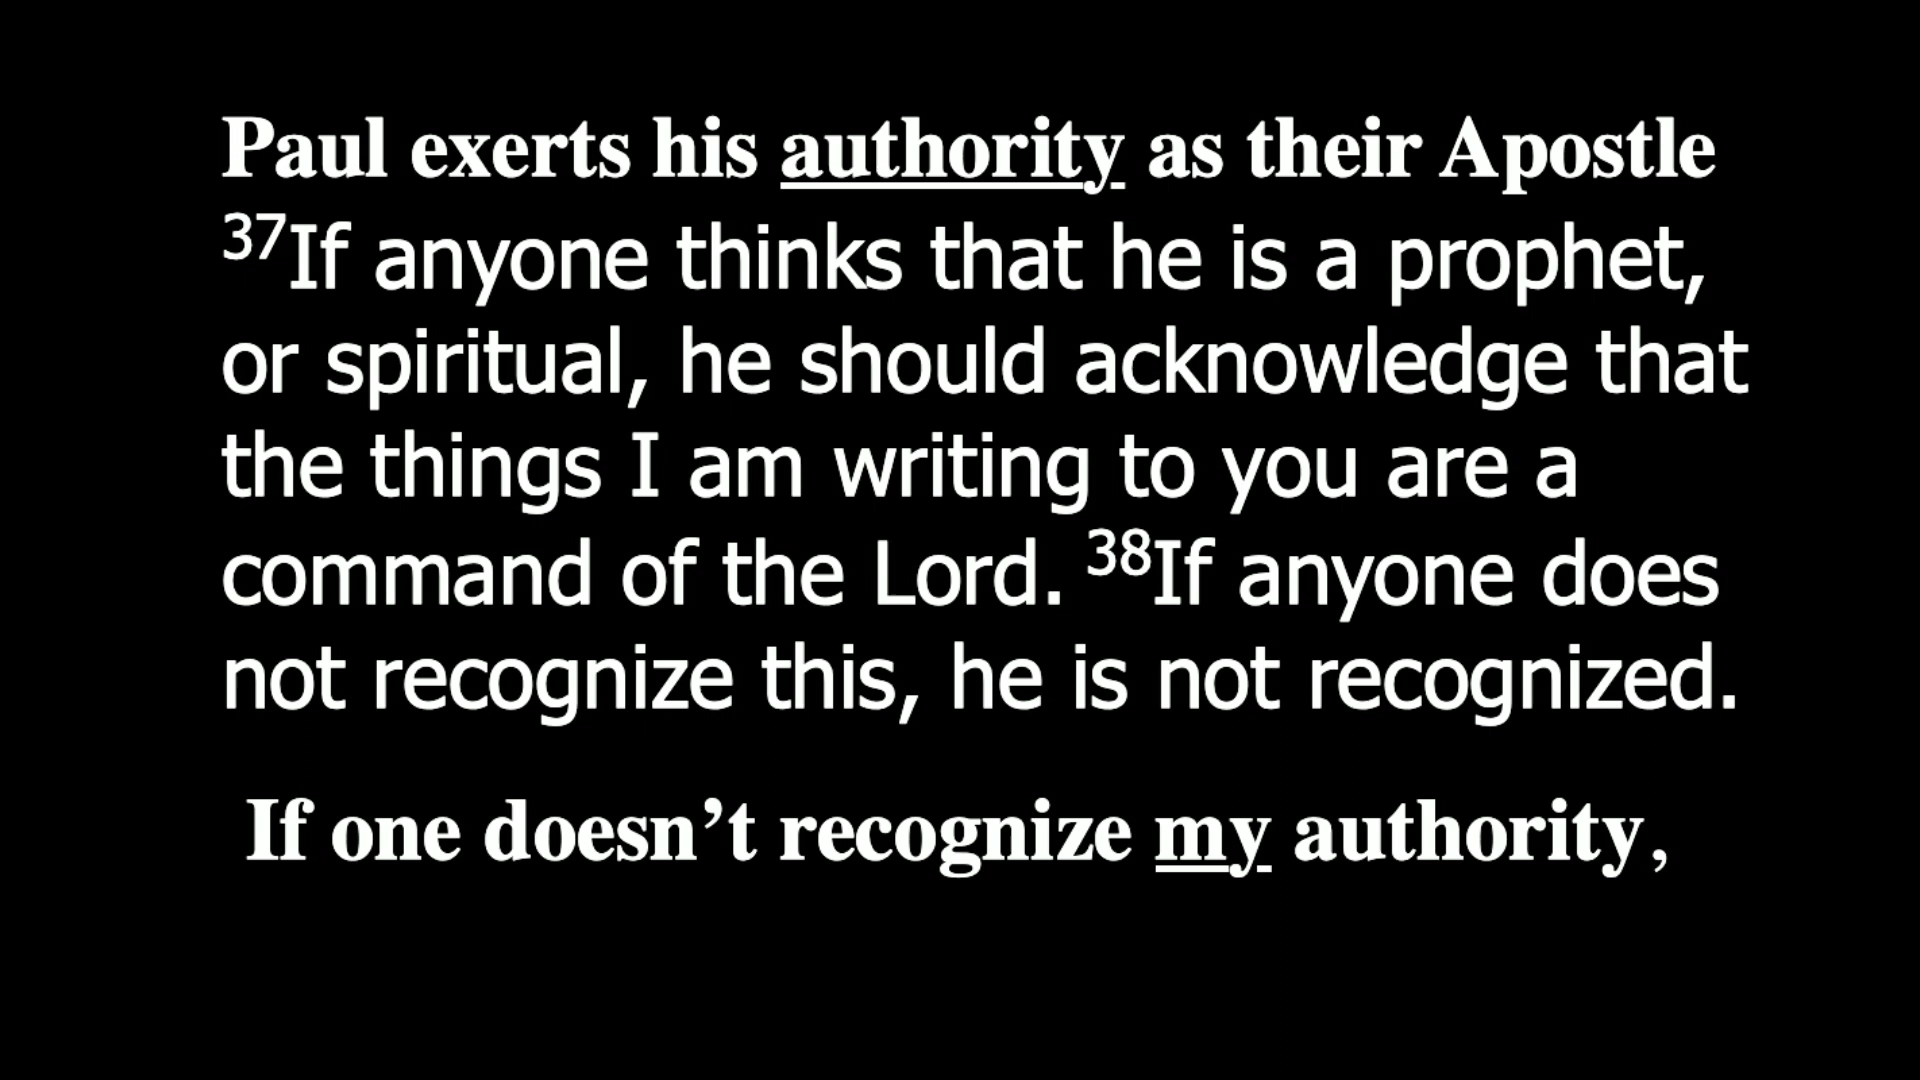 Paul exerts his authority as their Apostle
37If anyone thinks that he is a prophet,
or spiritual, he should acknowledge that
the things I am writing to you are a
command of the Lord. 38If anyone does
not recognize this, he is not recognized.
If one doesn’t recognize my authority,